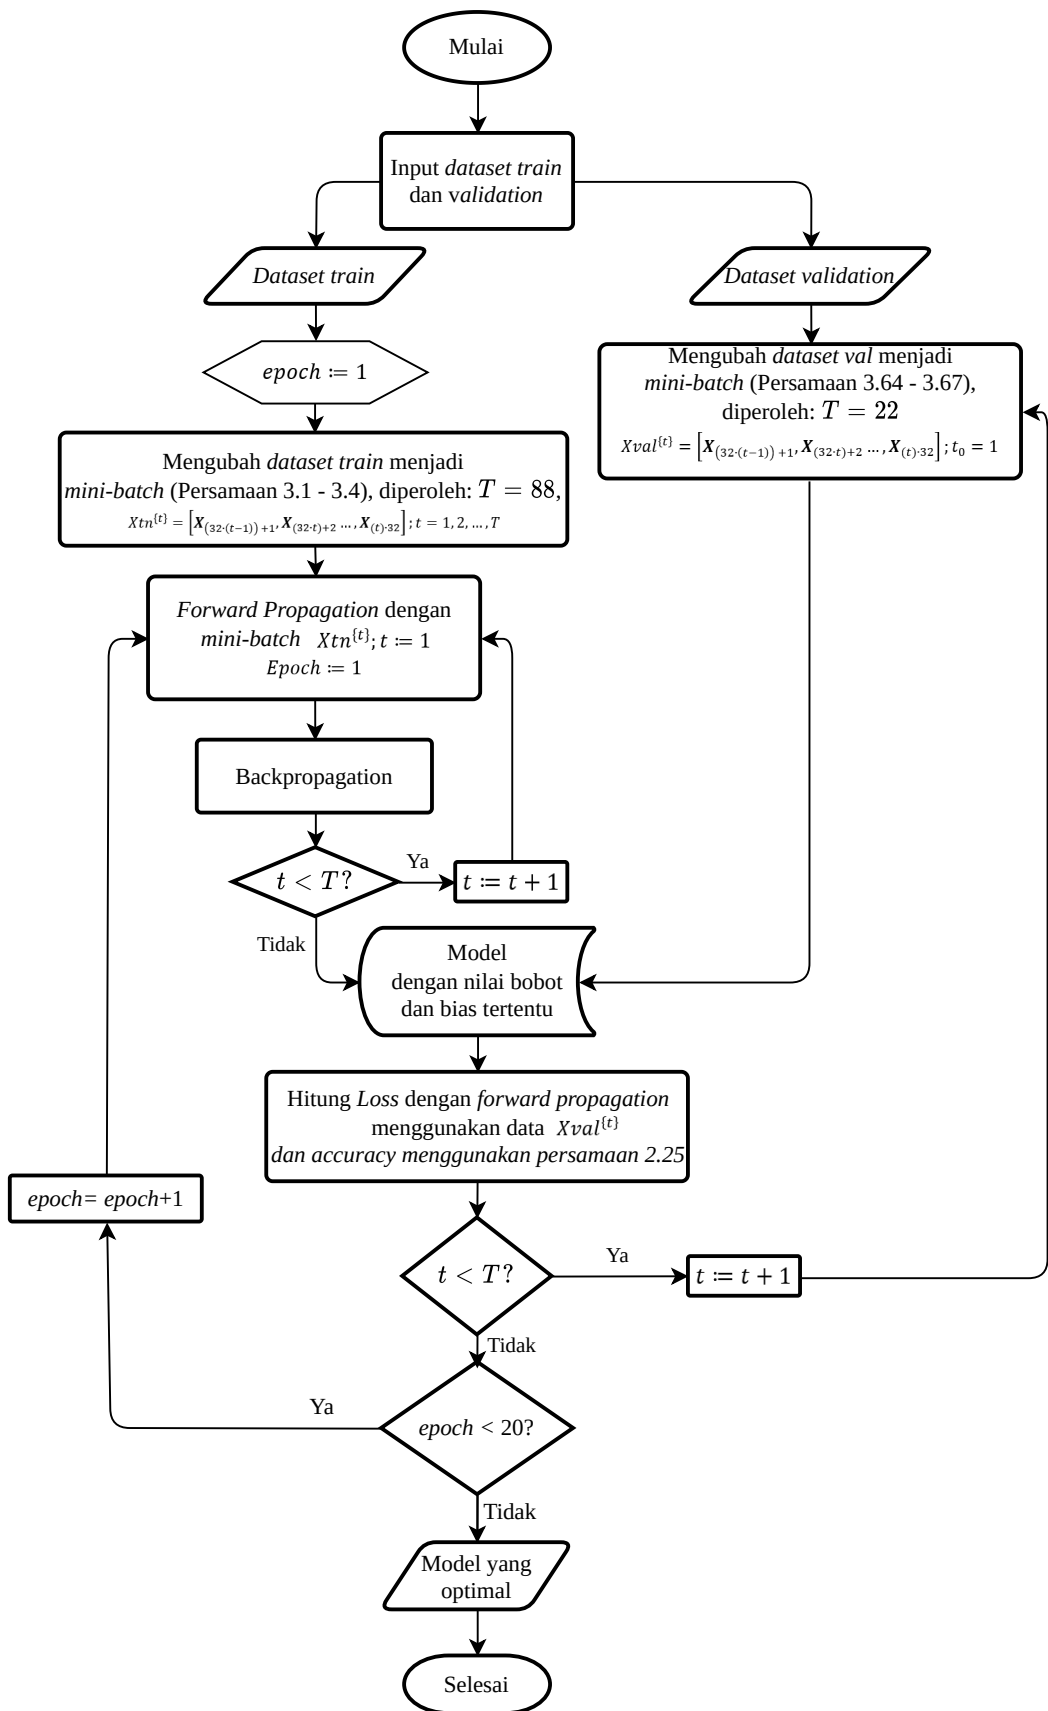 Mulai
Input dataset train
dan validation
Dataset train
Dataset validation
epoch ≔ 1
Mengubah dataset val menjadi
mini-batch (Persamaan 3.64 - 3.67),
diperoleh: T = 22
Xval^{t} = [X_(32·(t−1))+1, X_(32·t)+2 …, X_(t)·32]; t_0 = 1
Mengubah dataset train menjadi
mini-batch (Persamaan 3.1 - 3.4), diperoleh: T = 88,
Xtn^{t} = [X_(32·(t−1))+1, X_(32·t)+2 …, X_(t)·32]; t = 1, 2, …, T
Forward Propagation dengan
mini-batch Xtn^{t}; t ≔ 1
Epoch ≔ 1
Backpropagation
t < T?
Ya
t ≔ t + 1
Tidak
Model
dengan nilai bobot
dan bias tertentu
Hitung Loss dengan forward propagation
menggunakan data Xval^{t}
dan accuracy menggunakan persamaan 2.25
epoch= epoch+1
t < T?
Ya
t ≔ t + 1
Tidak
Ya
epoch < 20?
Tidak
Model yang
optimal
Selesai